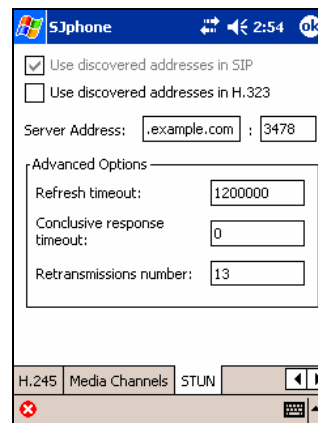 SJphone 2:54 ok
Use discovered addresses in SIP
Use discovered addresses in H.323
Server Address: .example.com : 3478
Advanced Options
Refresh timeout: 1200000
Conclusive response
timeout: 0
Retransmissions number: 13
H.245 Media Channels STUN